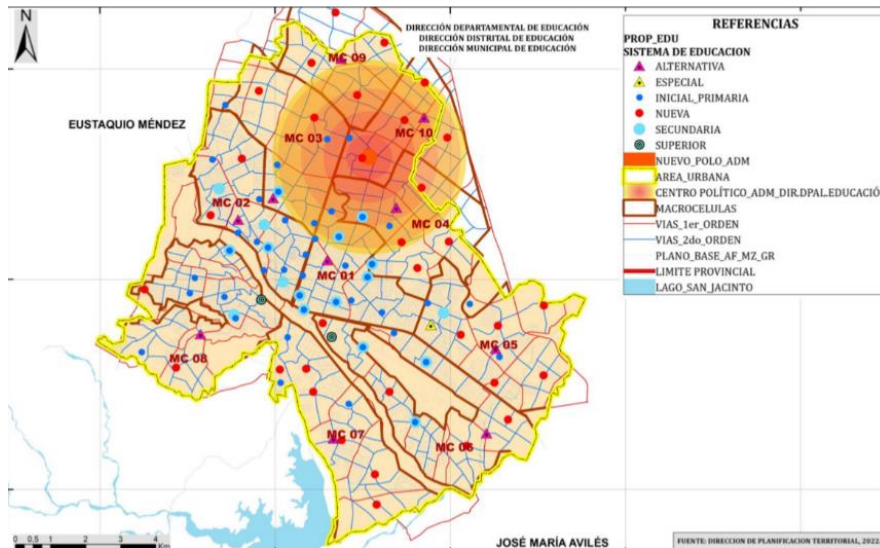 N
DIRECCIÓN DEPARTAMENTAL DE EDUCACIÓN
DIRECCIÓN DISTRITAL DE EDUCACIÓN
DIRECCIÓN MUNICIPAL DE EDUCACIÓN
EUSTAQUIO MÉNDEZ
MC 09
MC 03
MC 10
MC 02
MC 04
MC 01
MC 08
MC 05
MC 07
MC 06
JOSÉ MARÍA AVILÉS
0 0.5 1 2 3 4
Km
REFERENCIAS
PROP_EDU
SISTEMA DE EDUCACION
ALTERNATIVA
ESPECIAL
INICIAL_PRIMARIA
NUEVA
SECUNDARIA
SUPERIOR
NUEVO_POLO_ADM
AREA_URBANA
CENTRO POLÍTICO_ADM_DIR.DPAL.EDUCACIÓ
MACROCELULAS
VIAS_1er_ORDEN
VIAS_2do_ORDEN
PLANO_BASE_AF_MZ_GR
LIMITE PROVINCIAL
LAGO_SAN_JACINTO
FUENTE: DIRECCION DE PLANIFICACION TERRITORIAL, 2022